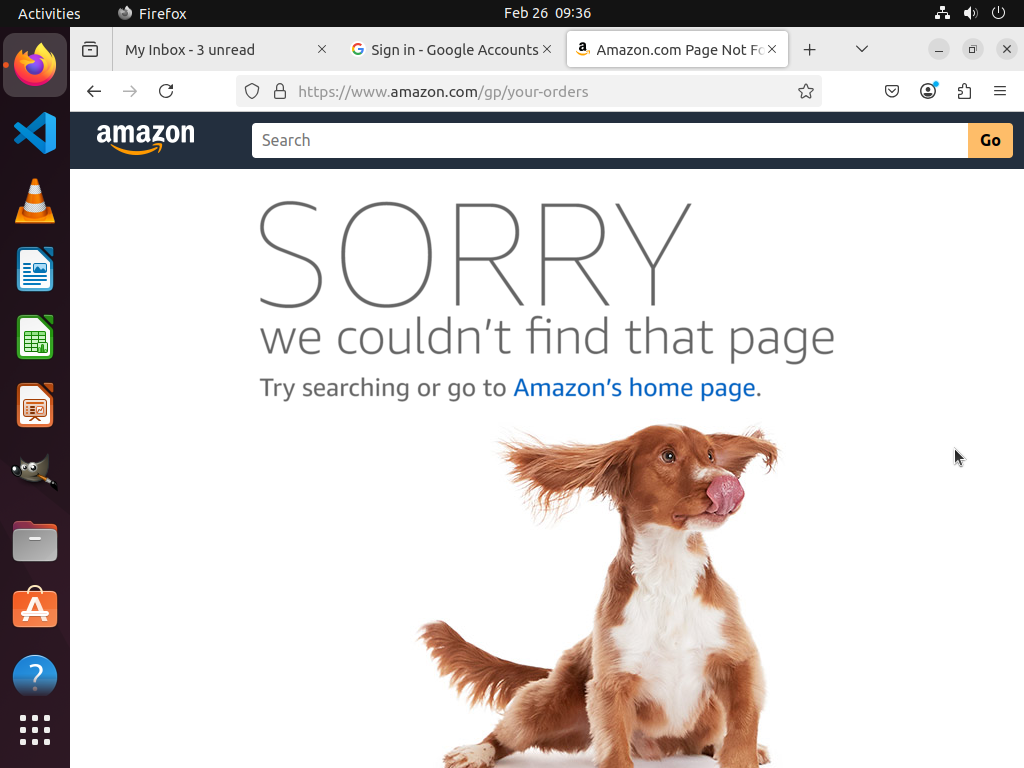 Activities
Firefox
Feb 26 09:36
My Inbox - 3 unread
Sign in - Google Accounts
Amazon.com Page Not Fo
https://www.amazon.com/gp/your-orders
amazon
Search
Go
SORRY
we couldn't find that page
Try searching or go to Amazon's home page.